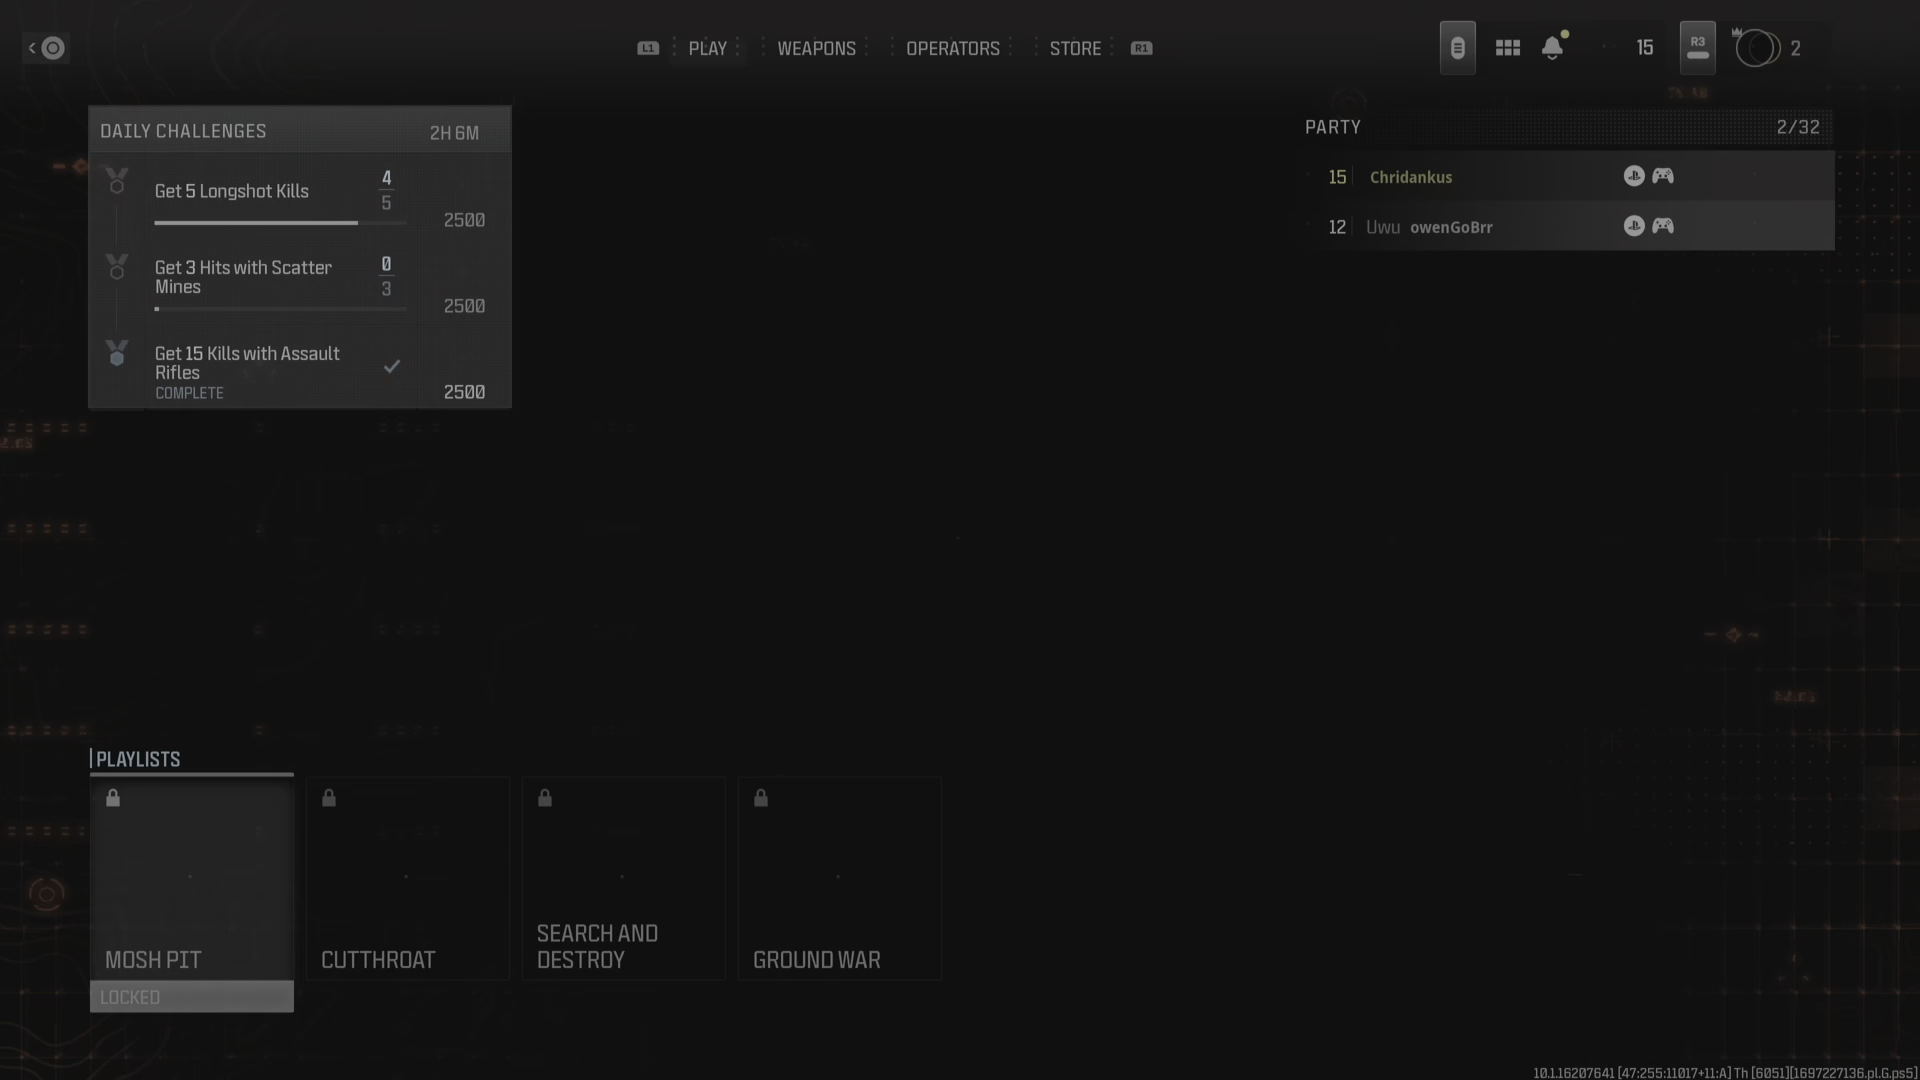 L1 PLAY WEAPONS OPERATORS STORE R1
15 R3 2
DAILY CHALLENGES 2H 6M
Get 5 Longshot Kills 4
5
2500
Get 3 Hits with Scatter 0
Mines 3
2500
Get 15 Kills with Assault
Rifles
COMPLETE 2500
PARTY 2/32
15 Chridankus
12 Uwu owenGoBrr
PLAYLISTS
MOSH PIT
LOCKED
CUTTHROAT
SEARCH AND
DESTROY
GROUND WAR
10.1.16207641 [47:255:11017+11:A] Th [6051][1697227136.pl.G.ps5]